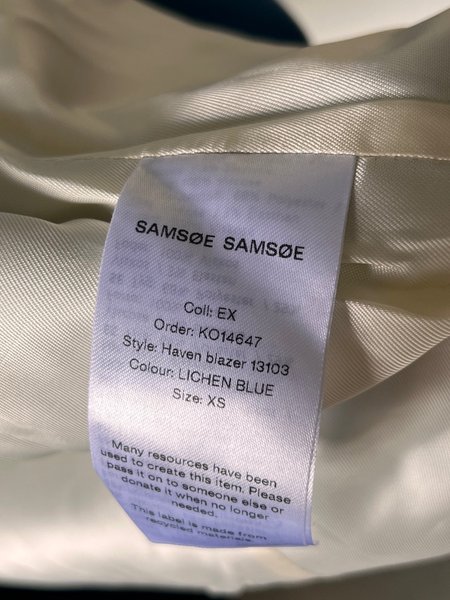 SAMSØE SAMSØE
Coll: EX
Order: KO14647
Style: Haven blazer 13103
Colour: LICHEN BLUE
Size: XS
Many resources have been
used to create this item. Please
pass it on to someone else or
donate it when no longer
needed.
This label is made from
recycled materials.